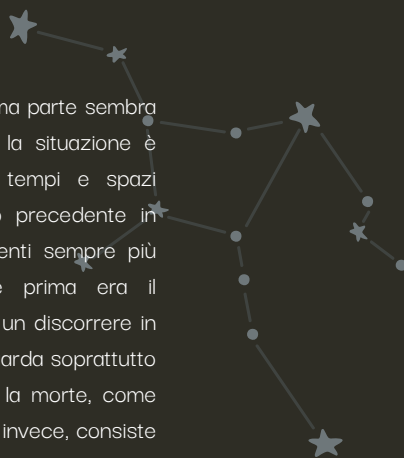 ma parte sembra
la situazione è
tempi e spazi
precedente in
enti sempre più
prima era il
un discorrere in
arda soprattutto
la morte, come
invece, consiste